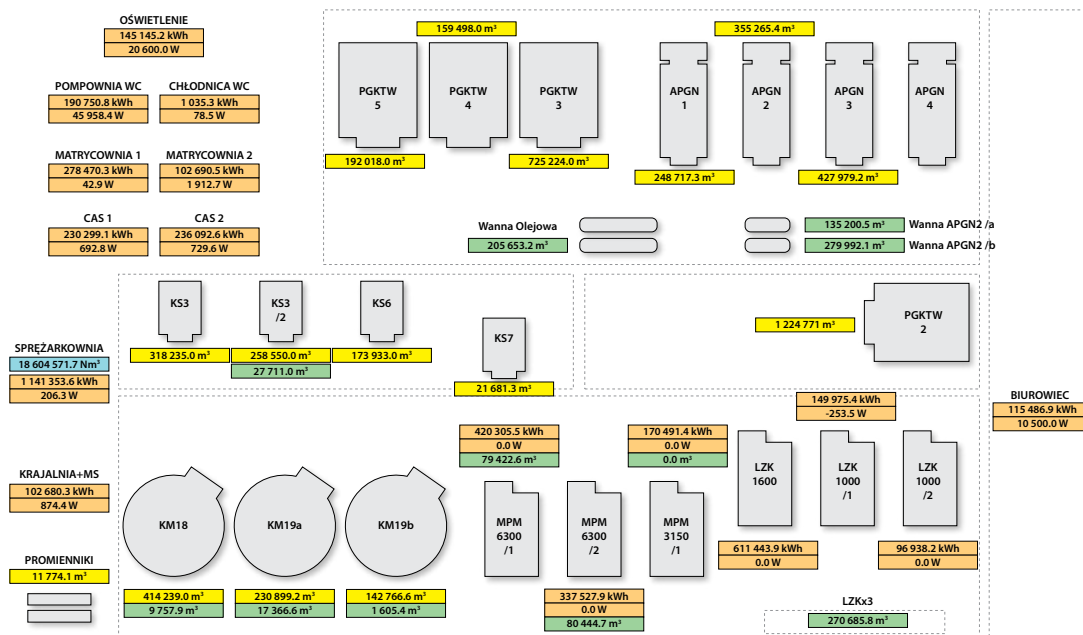 OŚWIETLENIE
145 145.2 kWh
20 600.0 W
POMPOWNIA WC
190 750.8 kWh
45 958.4 W
CHŁODNICA WC
1 035.3 kWh
78.5 W
MATRYCOWNIA 1
278 470.3 kWh
42.9 W
MATRYCOWNIA 2
102 690.5 kWh
1 912.7 W
CAS 1
230 299.1 kWh
692.8 W
CAS 2
236 092.6 kWh
729.6 W
159 498.0 m³
355 265.4 m³
PGKTW
5
PGKTW
4
PGKTW
3
APGN
1
APGN
2
APGN
3
APGN
4
192 018.0 m³
725 224.0 m³
248 717.3 m³
427 979.2 m³
Wanna Olejowa
205 653.2 m³
135 200.5 m³
Wanna APGN2 /a
279 992.1 m³
Wanna APGN2 /b
KS3
KS3
/2
KS6
KS7
318 235.0 m³
258 550.0 m³
27 711.0 m³
173 933.0 m³
21 681.3 m³
1 224 771 m³
PGKTW
2
SPRĘŻARKOWNIA
18 604 571.7 Nm³
1 141 353.6 kWh
206.3 W
BIUROWIEC
115 486.9 kWh
10 500.0 W
KRAJALNIA+MS
102 680.3 kWh
874.4 W
PROMIENNIKI
11 774.1 m³
KM18
KM19a
KM19b
414 239.0 m³
9 757.9 m³
230 899.2 m³
17 366.6 m³
142 766.6 m³
1 605.4 m³
420 305.5 kWh
0.0 W
79 422.6 m³
170 491.4 kWh
0.0 W
0.0 m³
149 975.4 kWh
-253.5 W
MPM
6300
/1
MPM
6300
/2
MPM
3150
/1
LZK
1600
LZK
1000
/1
LZK
1000
/2
337 527.9 kWh
0.0 W
80 444.7 m³
611 443.9 kWh
0.0 W
96 938.2 kWh
0.0 W
LZKx3
270 685.8 m³